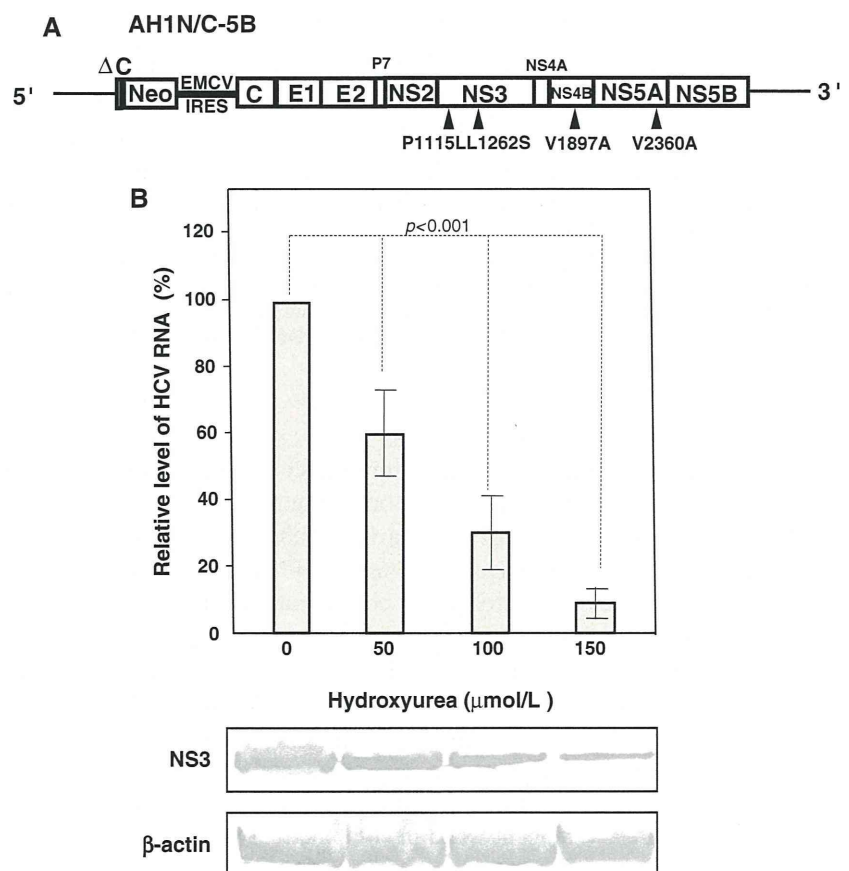 A
AH1N/C-5B
ΔC
P7
NS4A
5'
Neo
EMCV
IRES
C
E1
E2
NS2
NS3
NS4B
NS5A
NS5B
3'
P1115LL1262S
V1897A
V2360A
B
p<0.001
Relative level of HCV RNA (%)
120
100
80
60
40
20
0
0
50
100
150
Hydroxyurea (μmol/L )
NS3
β-actin